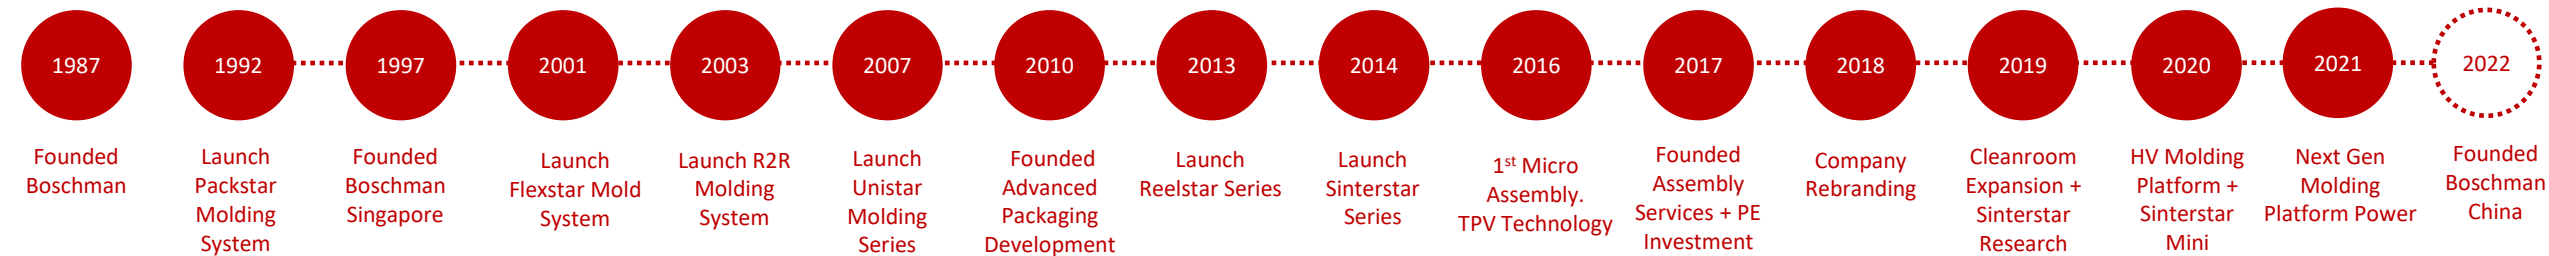 1987
Founded
Boschman
1992
Launch
Packstar
Molding
System
1997
Founded
Boschman
Singapore
2001
Launch
Flexstar Mold
System
2003
Launch R2R
Molding
System
2007
Launch
Unistar
Molding
Series
2010
Founded
Advanced
Packaging
Development
2013
Launch
Reelstar Series
2014
Launch
Sinterstar
Series
2016
1st Micro
Assembly.
TPV Technology
2017
Founded
Assembly
Services + PE
Investment
2018
Company
Rebranding
2019
Cleanroom
Expansion +
Sinterstar
Research
2020
HV Molding
Platform +
Sinterstar
Mini
2021
Next Gen
Molding
Platform Power
2022
Founded
Boschman
China